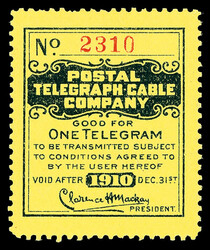 No. 2310
POSTAL
TELEGRAPH-CABLE
COMPANY
GOOD FOR
ONE TELEGRAM
TO BE TRANSMITTED SUBJECT
TO CONDITIONS AGREED TO
BY THE USER HEREOF
VOID AFTER 1910 DEC. 31ST.
Clarence H Mackay
PRESIDENT.